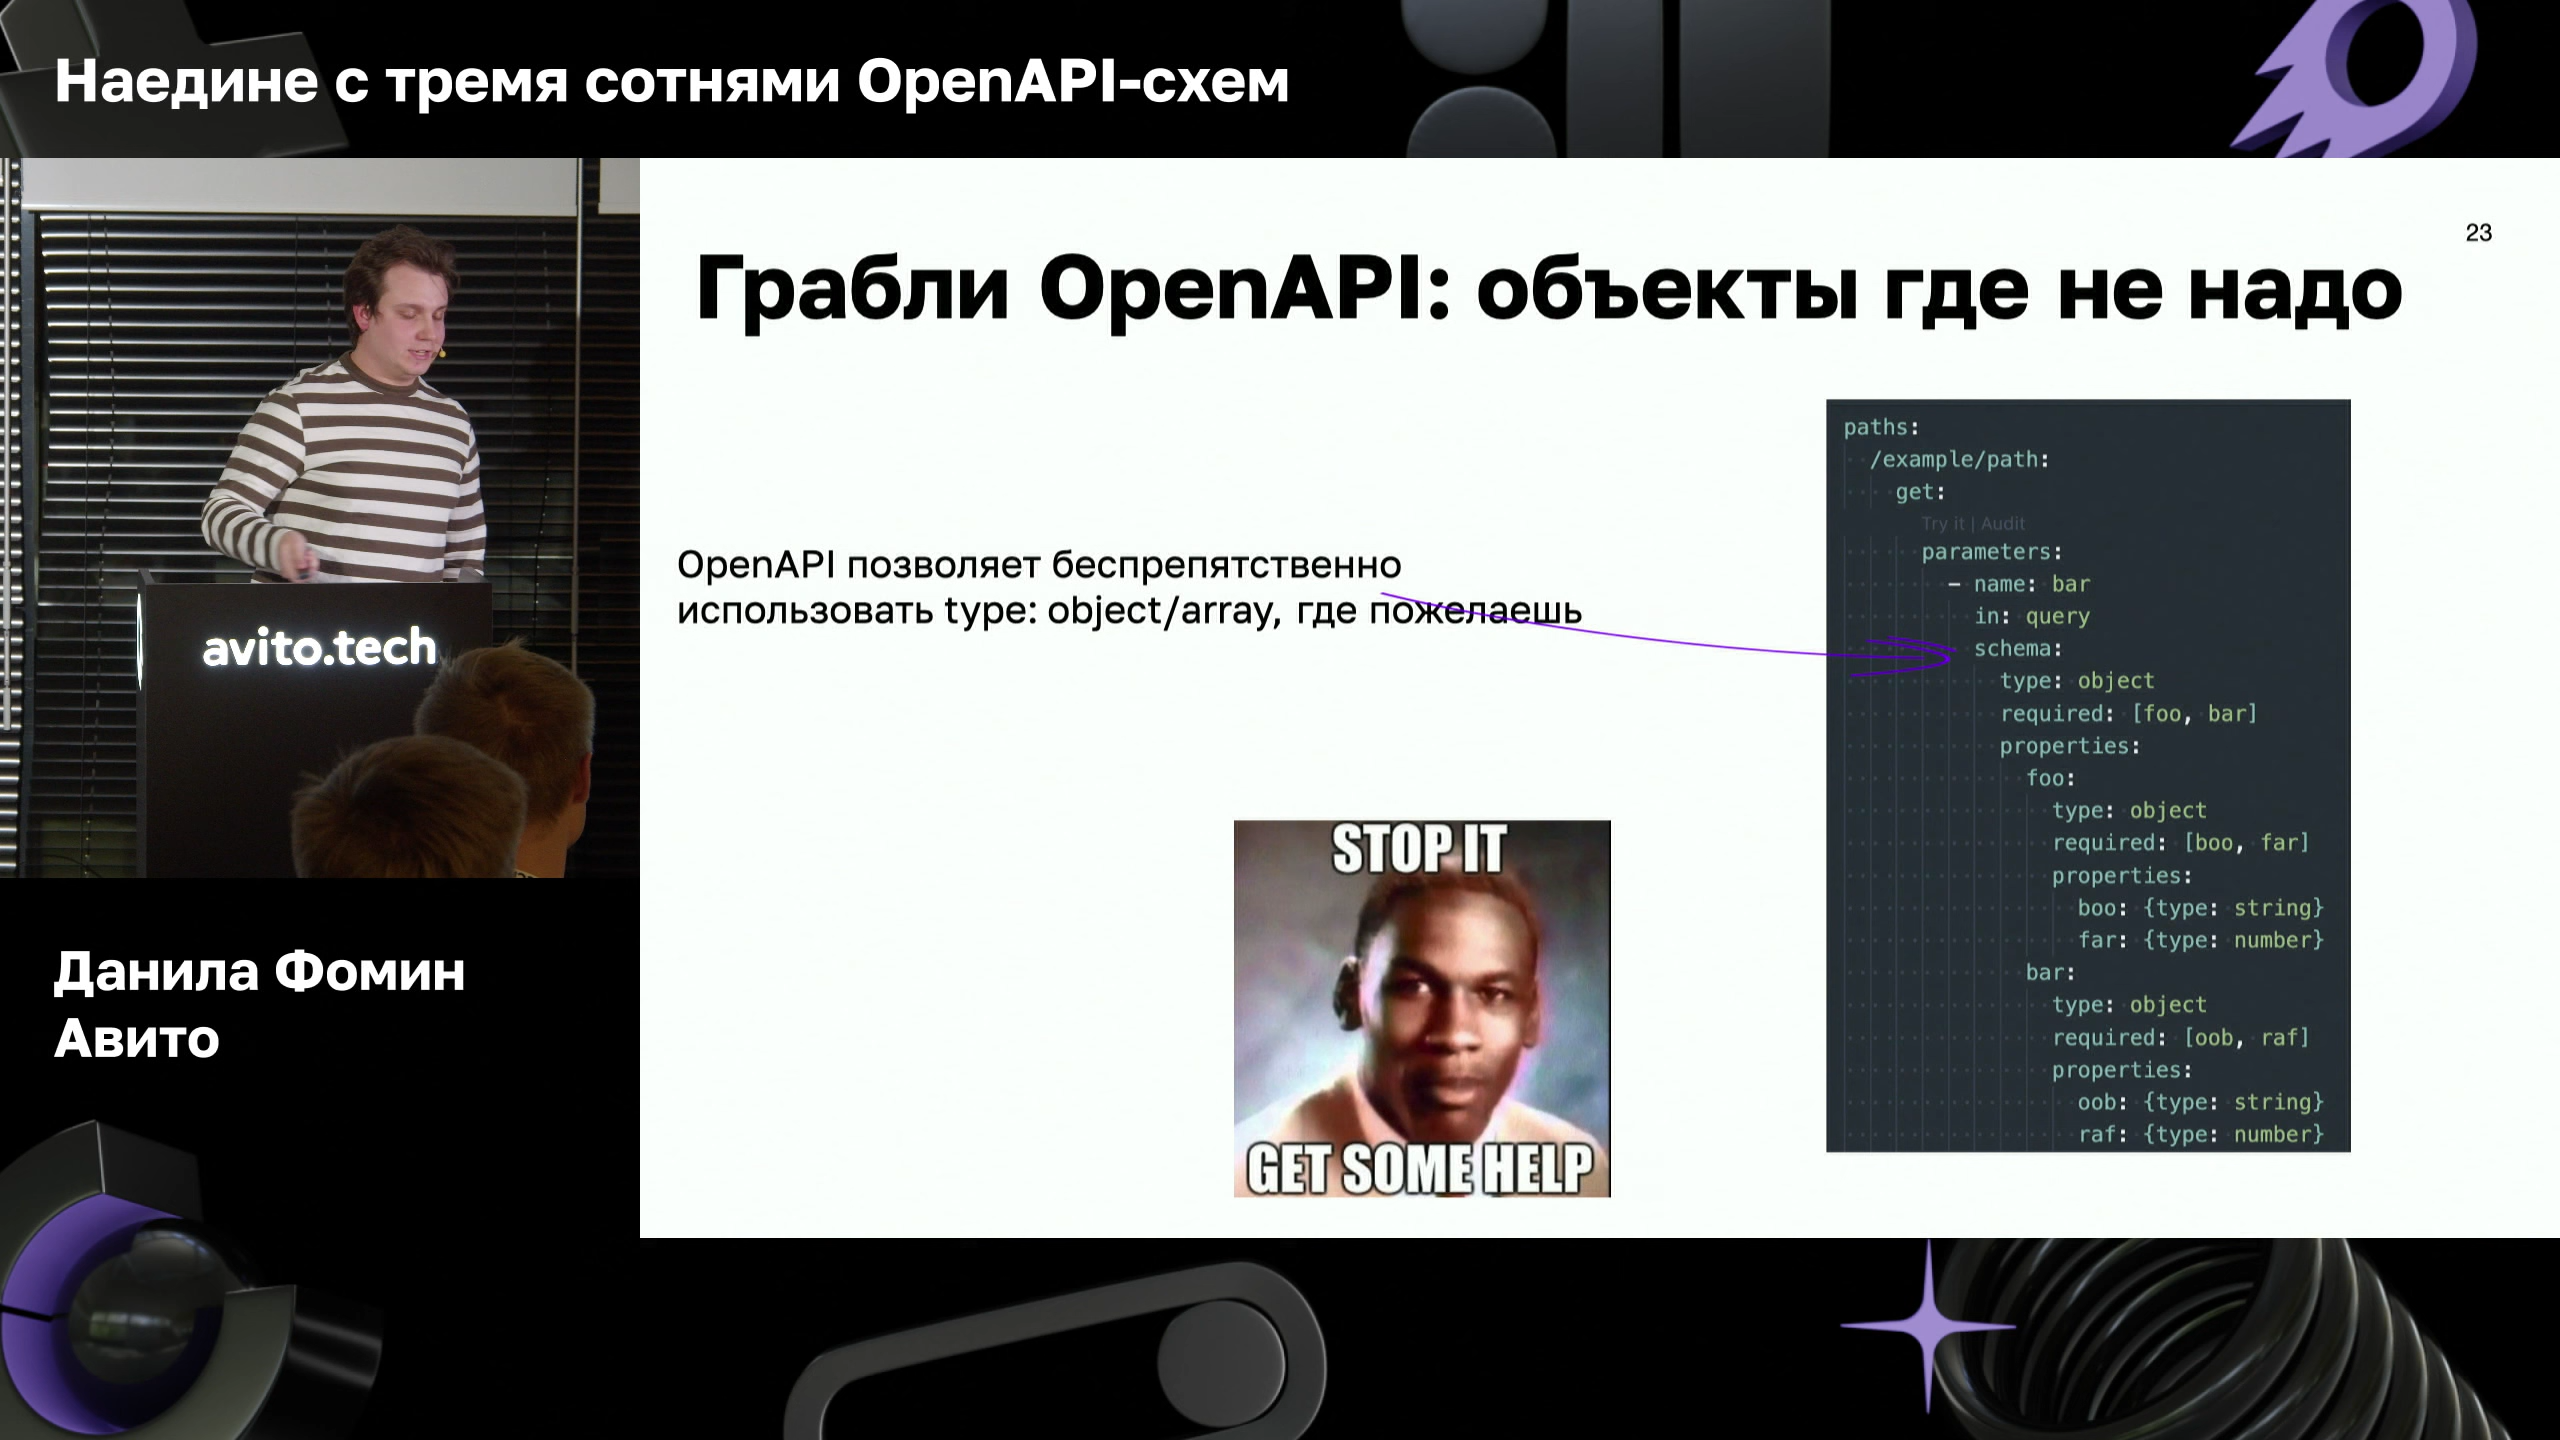 Наедине с тремя сотнями OpenAPI-схем
avito.tech
Данила Фомин
Авито
23
Грабли OpenAPI: объекты где не надо
OpenAPI позволяет беспрепятственно
использовать type: object/array, где пожелаешь
STOP IT
GET SOME HELP
paths:
/example/path:
get:
Try it | Audit
parameters:
- name: bar
in: query
schema:
type: object
required: [foo, bar]
properties:
foo:
type: object
required: [boo, far]
properties:
boo: {type: string}
far: {type: number}
bar:
type: object
required: [oob, raf]
properties:
oob: {type: string}
raf: {type: number}